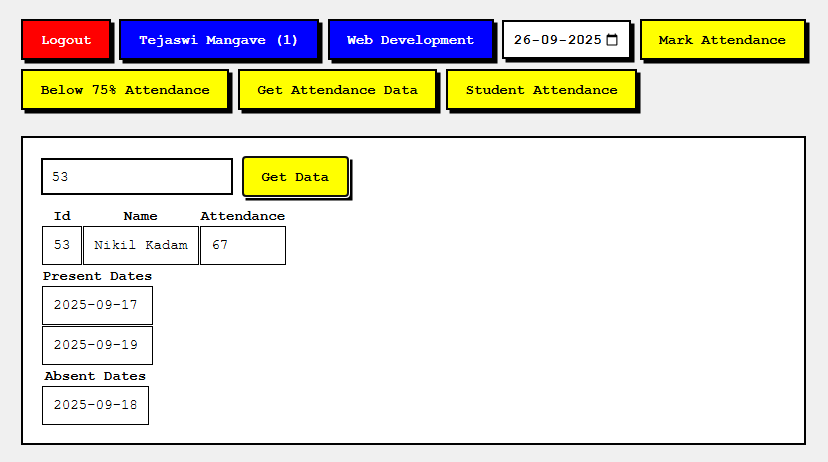 Logout Tejaswi Mangave (1) Web Development 26-09-2025 Mark Attendance
Below 75% Attendance Get Attendance Data Student Attendance
53 Get Data
Id Name Attendance
53 Nikil Kadam 67
Present Dates
2025-09-17
2025-09-19
Absent Dates
2025-09-18